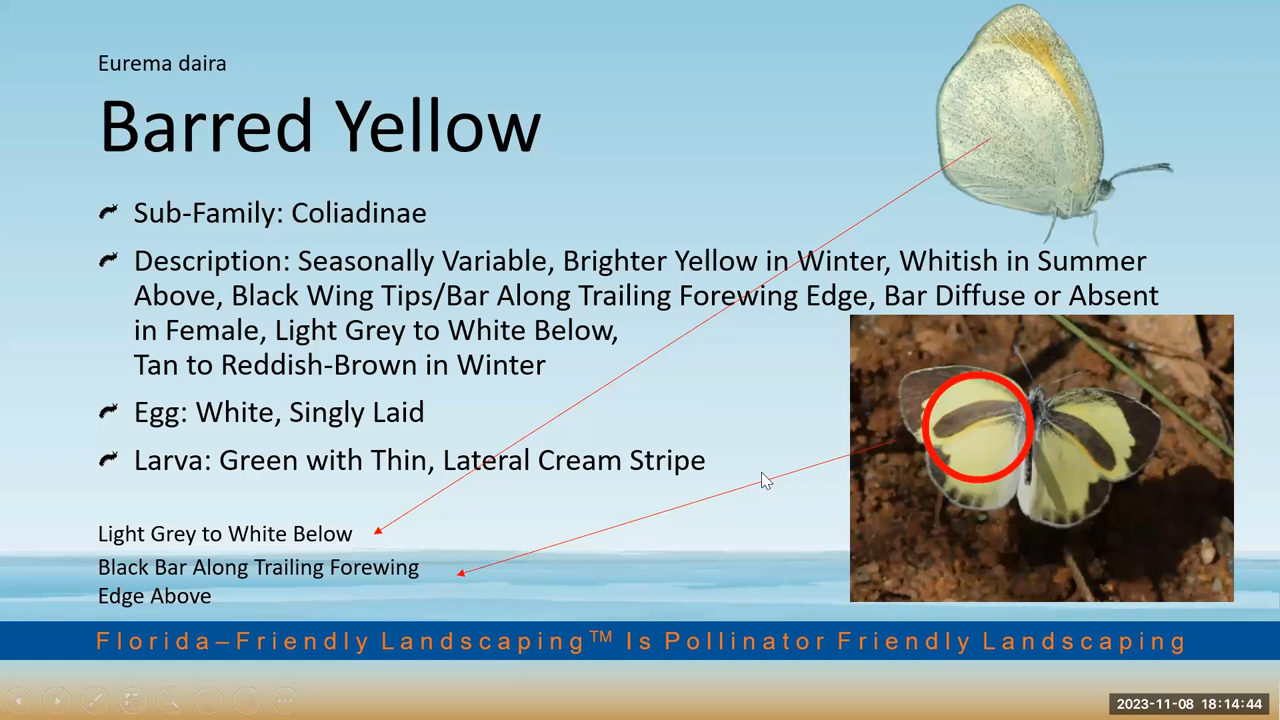 Eurema daira
Barred Yellow
Sub-Family: Coliadinae
Description: Seasonally Variable, Brighter Yellow in Winter, Whitish in Summer
Above, Black Wing Tips/Bar Along Trailing Forewing Edge, Bar Diffuse or Absent
in Female, Light Grey to White Below,
Tan to Reddish-Brown in Winter
Egg: White, Singly Laid
Larva: Green with Thin, Lateral Cream Stripe
Light Grey to White Below
Black Bar Along Trailing Forewing
Edge Above
Florida–Friendly Landscaping™ Is Pollinator Friendly Landscaping
2023-11-08 18:14:44